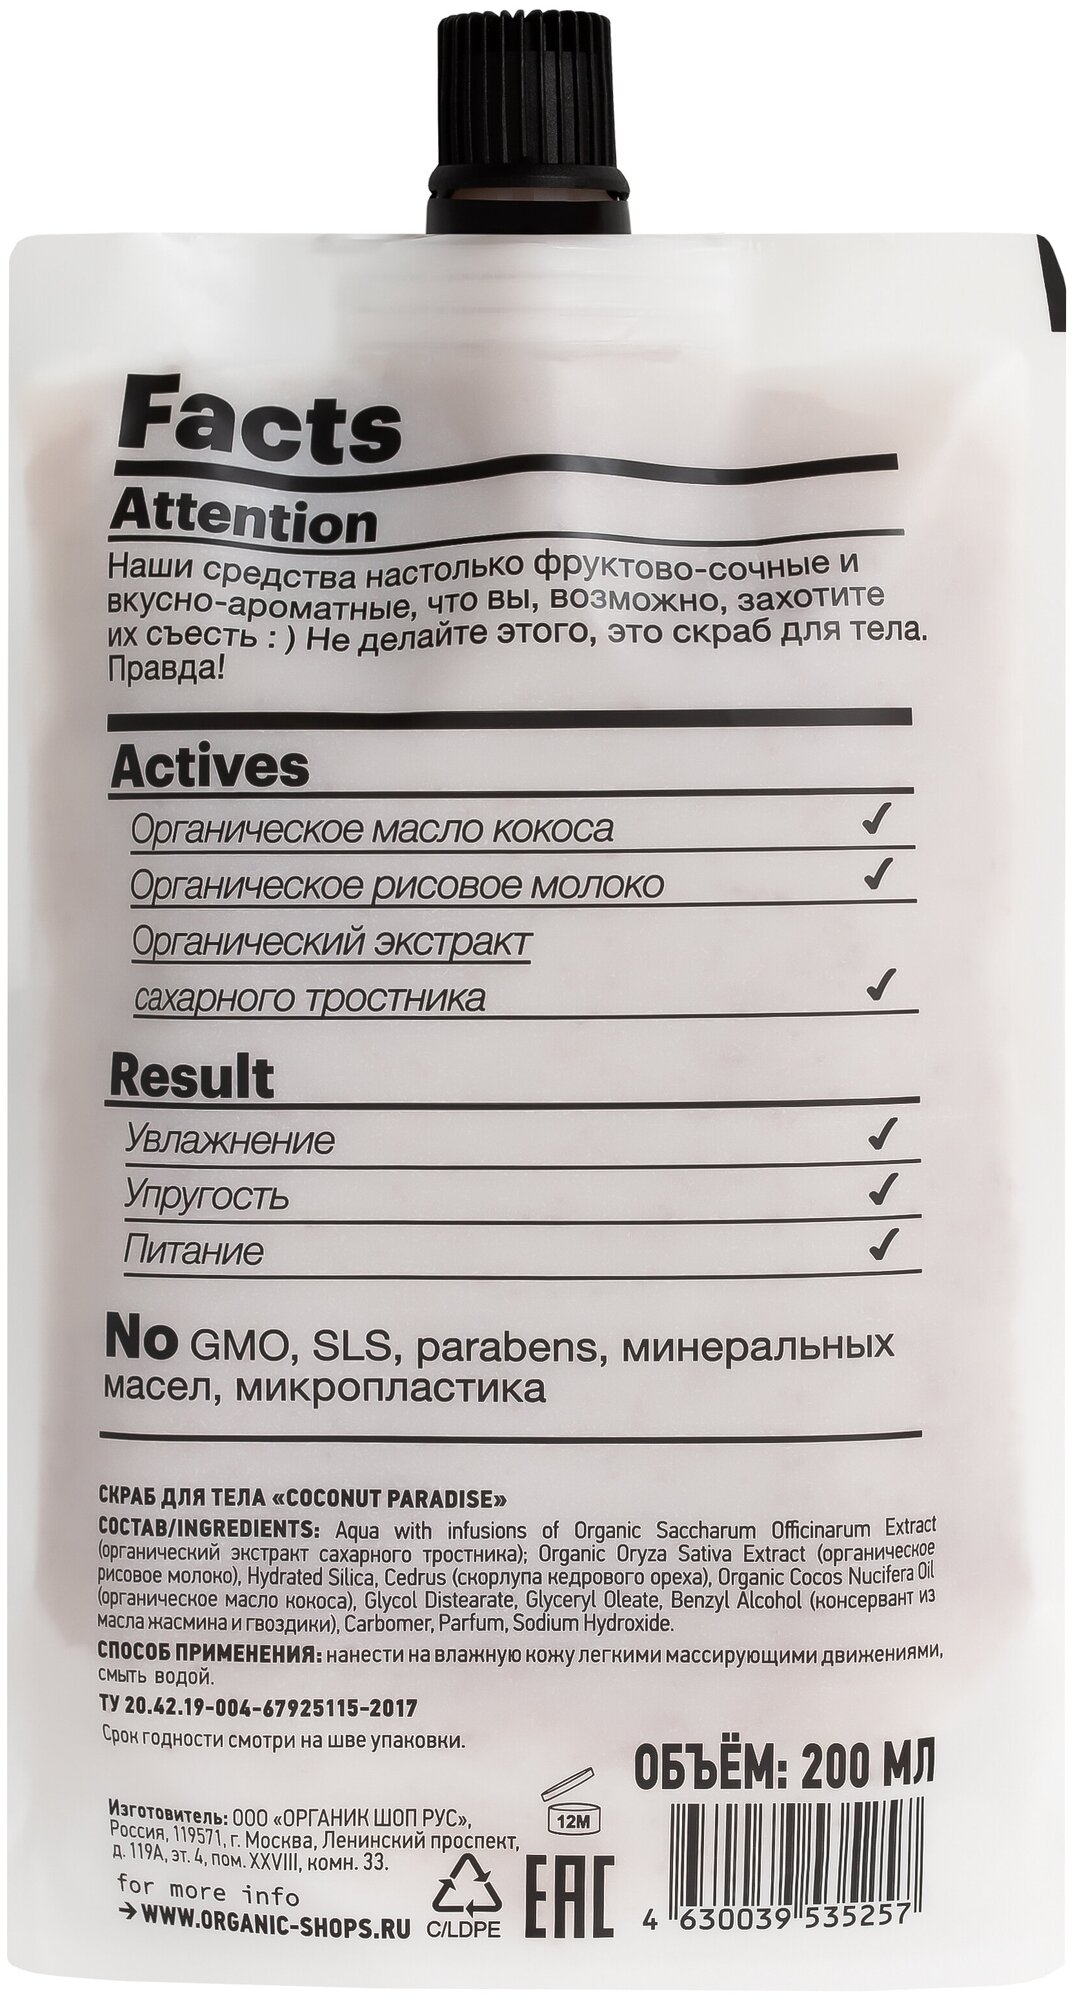 Facts
Attention
Наши средства настолько фруктово-сочные и
вкусно-ароматные, что вы, возможно, захотите
их съесть : ) Не делайте этого, это скраб для тела.
Правда!
Actives
Органическое масло кокоса ✓
Органическое рисовое молоко ✓
Органический экстракт
сахарного тростника ✓
Result
Увлажнение ✓
Упругость ✓
Питание ✓
No GMO, SLS, parabens, минеральных
масел, микропластика
СКРАБ ДЛЯ ТЕЛА «COCONUT PARADISE»
СОСТАВ/INGREDIENTS: Aqua with infusions of Organic Saccharum Officinarum Extract
(органический экстракт сахарного тростника); Organic Oryza Sativa Extract (органическое
рисовое молоко), Hydrated Silica, Cedrus (скорлупа кедрового ореха), Organic Cocos Nucifera Oil
(органическое масло кокоса), Glycol Distearate, Glyceryl Oleate, Benzyl Alcohol (консервант из
масла жасмина и гвоздики), Carbomer, Parfum, Sodium Hydroxide.
СПОСОБ ПРИМЕНЕНИЯ: нанести на влажную кожу легкими массирующими движениями,
смыть водой.
ТУ 20.42.19-004-67925115-2017
Срок годности смотри на шве упаковки.
ОБЪЁМ: 200 МЛ
Изготовитель: ООО «ОРГАНИК ШОП РУС»,
Россия, 119571, г. Москва, Ленинский проспект,
д. 119А, эт. 4, пом. XXVIII, комн. 33.
for more info
→ WWW.ORGANIC-SHOPS.RU
C/LDPE
12M
EAC
4 630039 535257